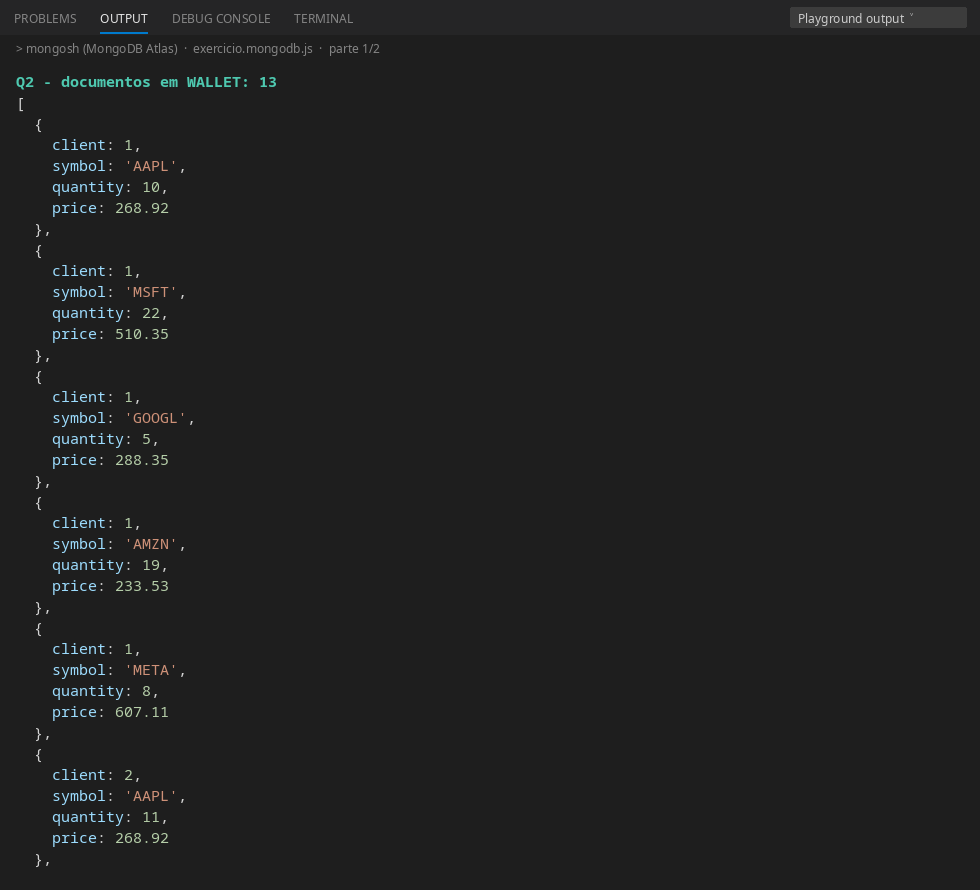 PROBLEMS OUTPUT DEBUG CONSOLE TERMINAL Playground output ˅
> mongosh (MongoDB Atlas) · exercicio.mongodb.js · parte 1/2
Q2 - documentos em WALLET: 13
[
  {
    client: 1,
    symbol: 'AAPL',
    quantity: 10,
    price: 268.92
  },
  {
    client: 1,
    symbol: 'MSFT',
    quantity: 22,
    price: 510.35
  },
  {
    client: 1,
    symbol: 'GOOGL',
    quantity: 5,
    price: 288.35
  },
  {
    client: 1,
    symbol: 'AMZN',
    quantity: 19,
    price: 233.53
  },
  {
    client: 1,
    symbol: 'META',
    quantity: 8,
    price: 607.11
  },
  {
    client: 2,
    symbol: 'AAPL',
    quantity: 11,
    price: 268.92
  },